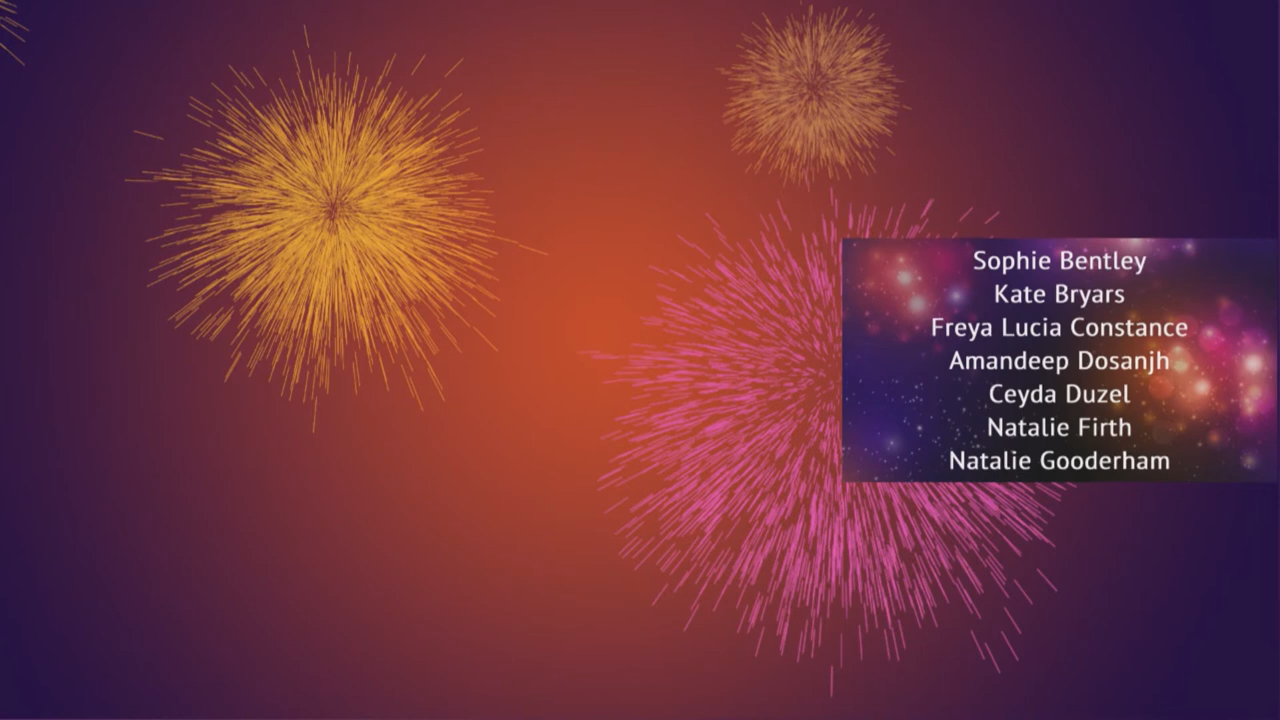 Sophie Bentley
Kate Bryars
Freya Lucia Constance
Amandeep Dosanjh
Ceyda Duzel
Natalie Firth
Natalie Gooderham